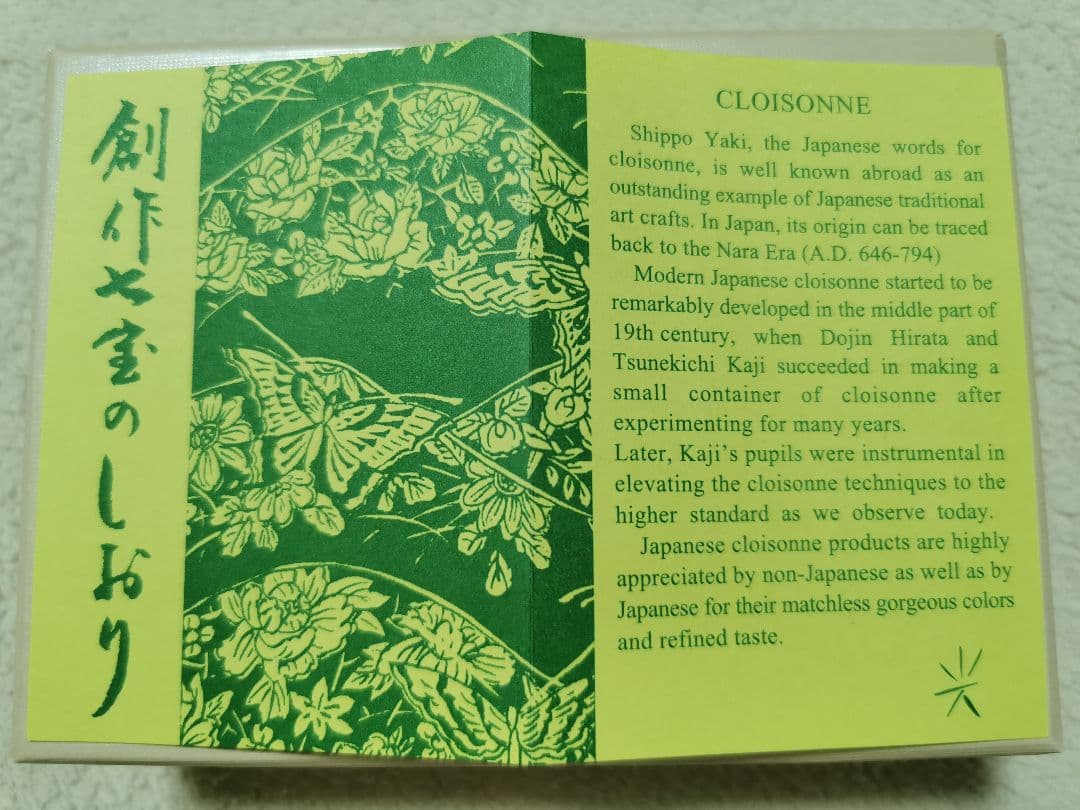 創作七宝のしおり
CLOISONNE
Shippo Yaki, the Japanese words for
cloisonne, is well known abroad as an
outstanding example of Japanese traditional
art crafts. In Japan, its origin can be traced
back to the Nara Era (A.D. 646-794)
Modern Japanese cloisonne started to be
remarkably developed in the middle part of
19th century, when Dojin Hirata and
Tsunekichi Kaji succeeded in making a
small container of cloisonne after
experimenting for many years.
Later, Kaji's pupils were instrumental in
elevating the cloisonne techniques to the
higher standard as we observe today.
Japanese cloisonne products are highly
appreciated by non-Japanese as well as by
Japanese for their matchless gorgeous colors
and refined taste.